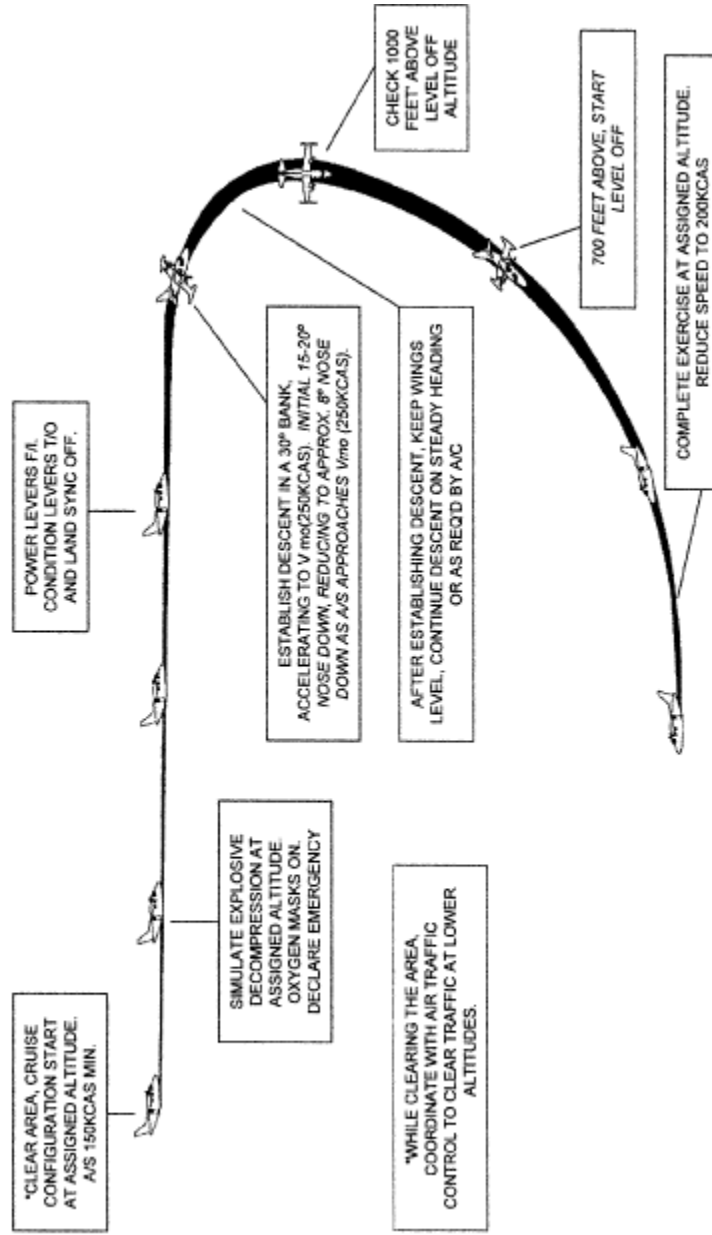 *CLEAR AREA, CRUISE
CONFIGURATION START
AT ASSIGNED ALTITUDE.
A/S 150KCAS MIN.
SIMULATE EXPLOSIVE
DECOMPRESSION AT
ASSIGNED ALTITUDE.
OXYGEN MASKS ON.
DECLARE EMERGENCY
POWER LEVERS F/I.
CONDITION LEVERS T/O
AND LAND SYNC OFF.
ESTABLISH DESCENT IN A 30º BANK,
ACCELERATING TO V mo(250KCAS). INITIAL 15-20º
NOSE DOWN, REDUCING TO APPROX. 8º NOSE
DOWN AS A/S APPROACHES Vmo (250KCAS).
AFTER ESTABLISHING DESCENT, KEEP WINGS
LEVEL, CONTINUE DESCENT ON STEADY HEADING
OR AS REQ'D BY A/C
CHECK 1000
FEET' ABOVE
LEVEL OFF
ALTITUDE
700 FEET ABOVE, START
LEVEL OFF
COMPLETE EXERCISE AT ASSIGNED ALTITUDE.
REDUCE SPEED TO 200KCAS
*WHILE CLEARING THE AREA,
COORDINATE WITH AIR TRAFFIC
CONTROL TO CLEAR TRAFFIC AT LOWER
ALTITUDES.